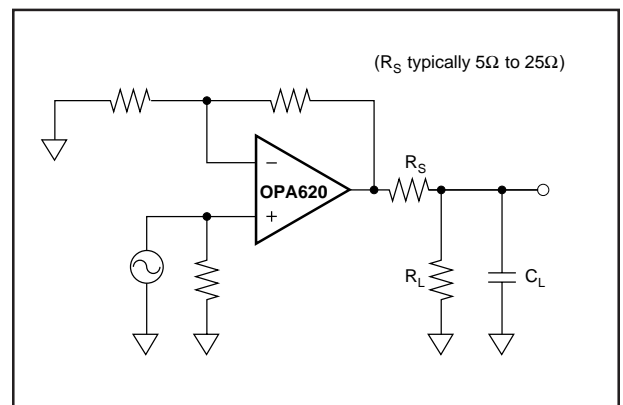 (R_S typically 5Ω to 25Ω)
−
OPA620
+
R_S
R_L
C_L